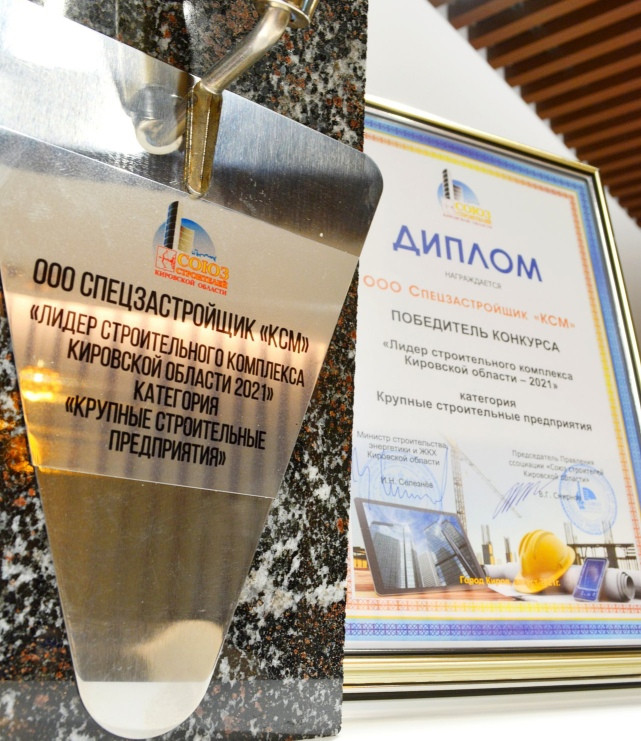 СОЮЗ
СТРОИТЕЛЕЙ
КИРОВСКОЙ ОБЛАСТИ
ООО СПЕЦЗАСТРОЙЩИК «КСМ»
«ЛИДЕР СТРОИТЕЛЬНОГО КОМПЛЕКСА
КИРОВСКОЙ ОБЛАСТИ 2021»
КАТЕГОРИЯ
«КРУПНЫЕ СТРОИТЕЛЬНЫЕ
ПРЕДПРИЯТИЯ»
СОЮЗ
ДИПЛОМ
НАГРАЖДАЕТСЯ
ООО СПЕЦЗАСТРОЙЩИК «КСМ»
ПОБЕДИТЕЛЬ КОНКУРСА
«Лидер строительного комплекса
Кировской области – 2021»
категория
Крупные строительные предприятия
Министр строительства,
энергетики и ЖКХ
Кировской области
И.Н. Селезнёв
Председатель Правления
ассоциации «Союз строителей
Кировской области»
Город Киров